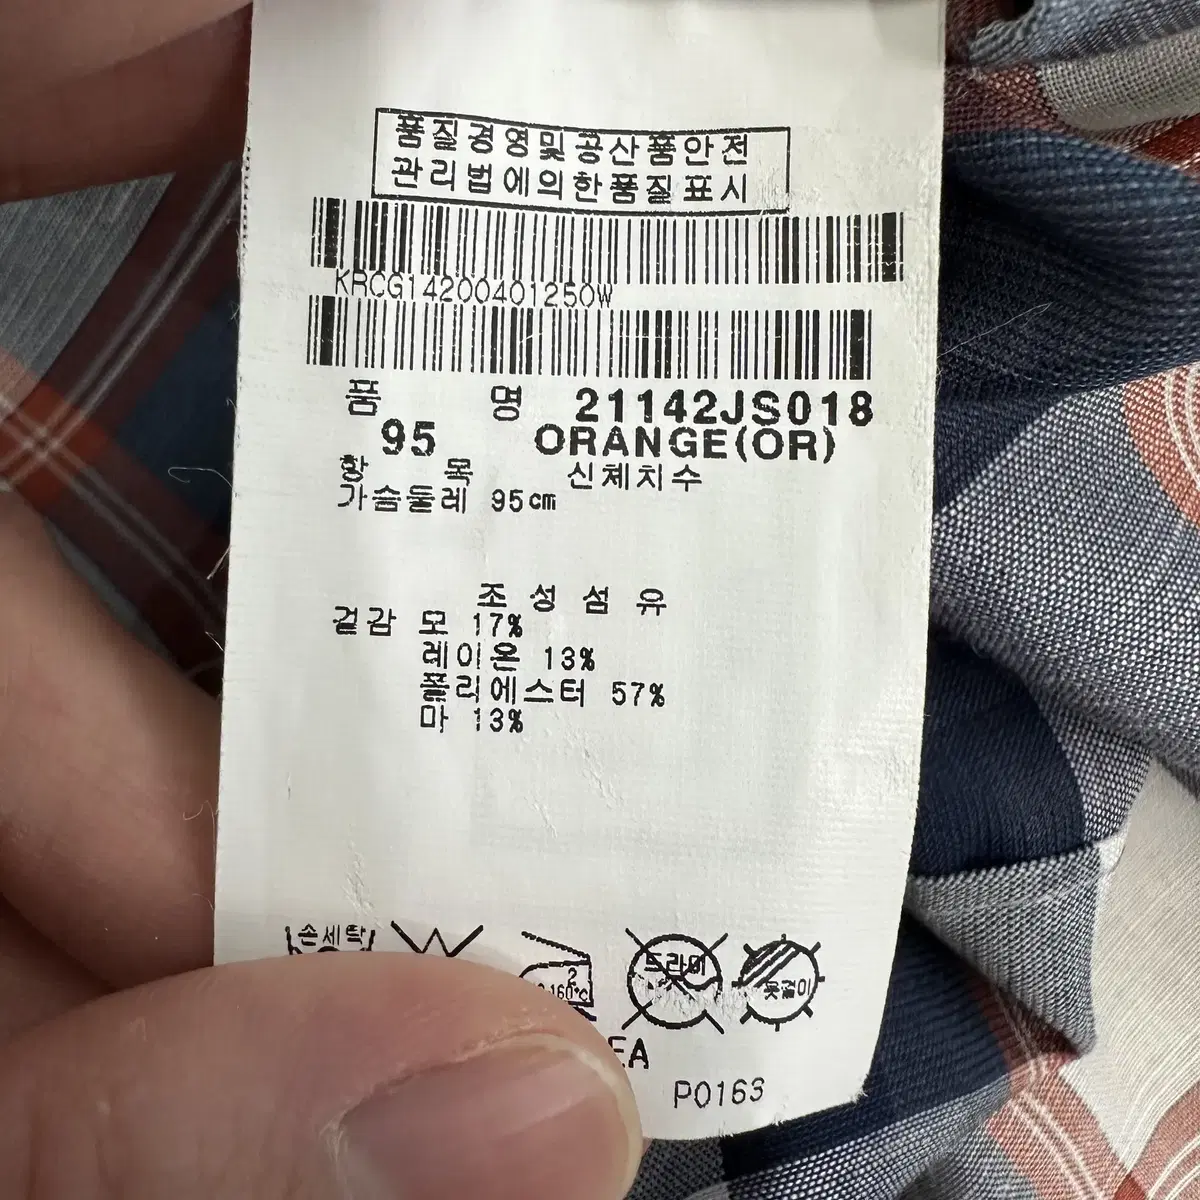 품질경영및공산품안전
관리법에의한품질표시
KRCG14200401250W
품 명 21142JS018
95 ORANGE(OR)
항 목 신체치수
가슴둘레 95cm
조성섬유
겉감 모 17%
레이온 13%
폴리에스터 57%
마 13%
손세탁
2
160°C
드라이
옷걸이
EA
P0163